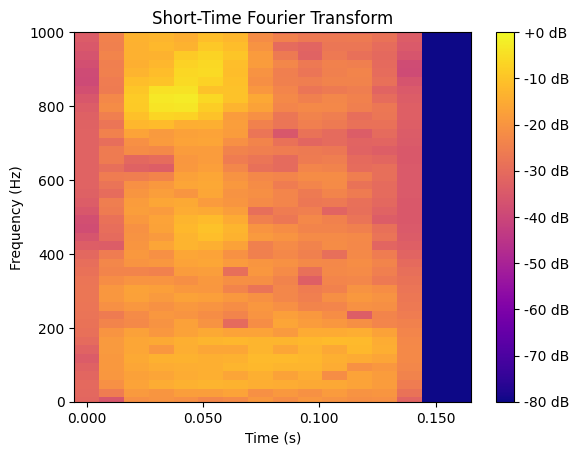 Short-Time Fourier Transform
Frequency (Hz)
1000
800
600
400
200
0
0.000
0.050
0.100
0.150
Time (s)
+0 dB
-10 dB
-20 dB
-30 dB
-40 dB
-50 dB
-60 dB
-70 dB
-80 dB